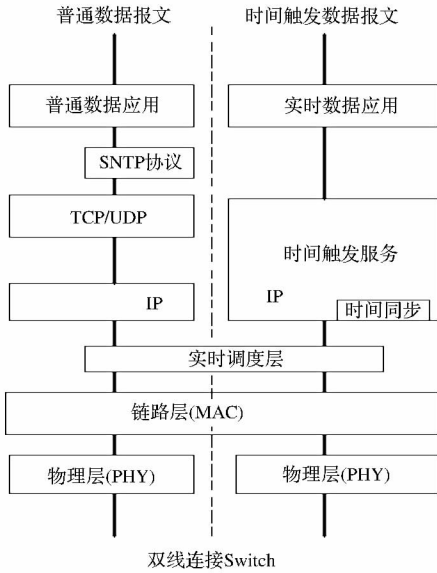 普通数据报文
时间触发数据报文
普通数据应用
实时数据应用
SNTP协议
TCP/UDP
时间触发服务
IP
IP
时间同步
实时调度层
链路层(MAC)
物理层(PHY)
物理层(PHY)
双线连接Switch